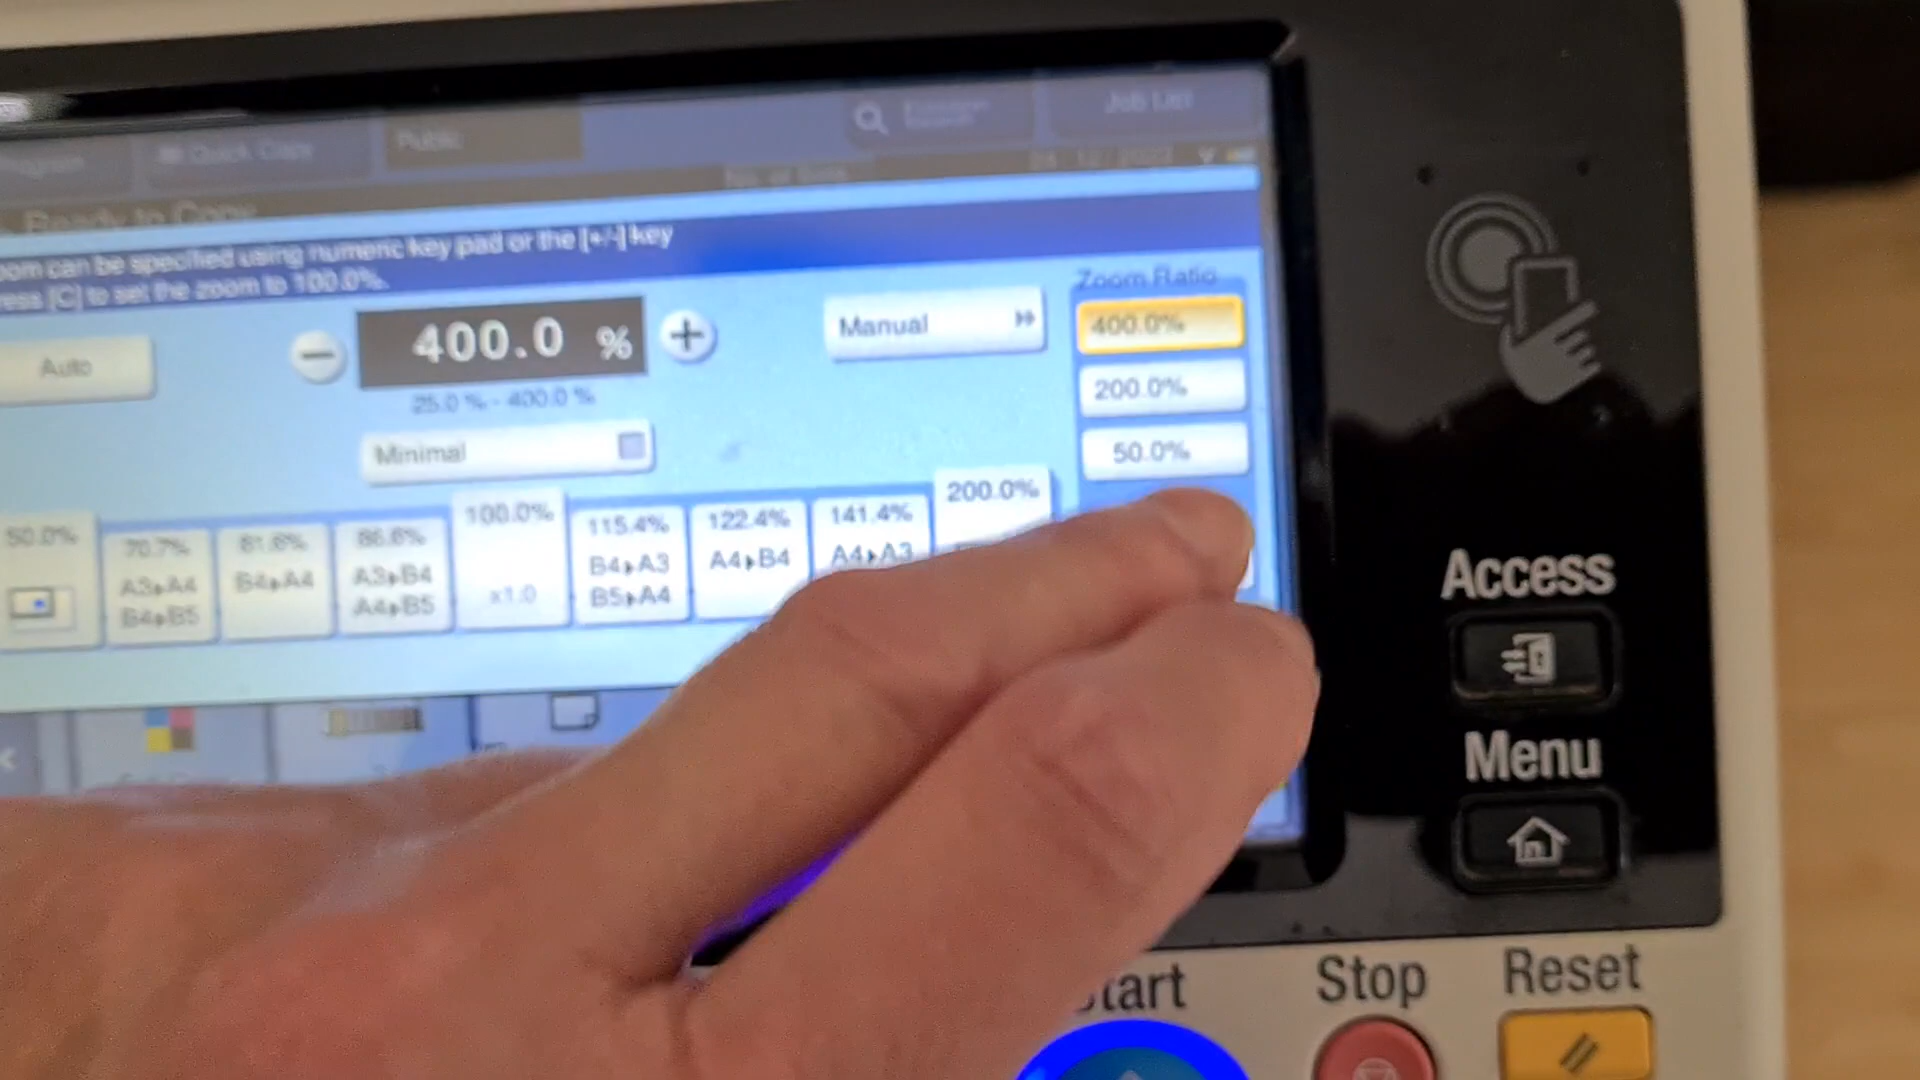 Job List
Public
Quick Copy
Ready to Copy
oom can be specified using numeric key pad or the [+/-] key
ress [C] to set the zoom to 100.0%.
Zoom Ratio
Auto
− 400.0 % +
Manual
400.0%
25.0 % - 400.0 %
200.0%
Minimal
50.0%
50.0%
70.7%
A3▸A4
B4▸B5
81.6%
B4▸A4
86.6%
A3▸B4
A4▸B5
100.0%
x1.0
115.4%
B4▸A3
B5▸A4
122.4%
A4▸B4
141.4%
A4▸A3
200.0%
Access
Menu
tart
Stop
Reset